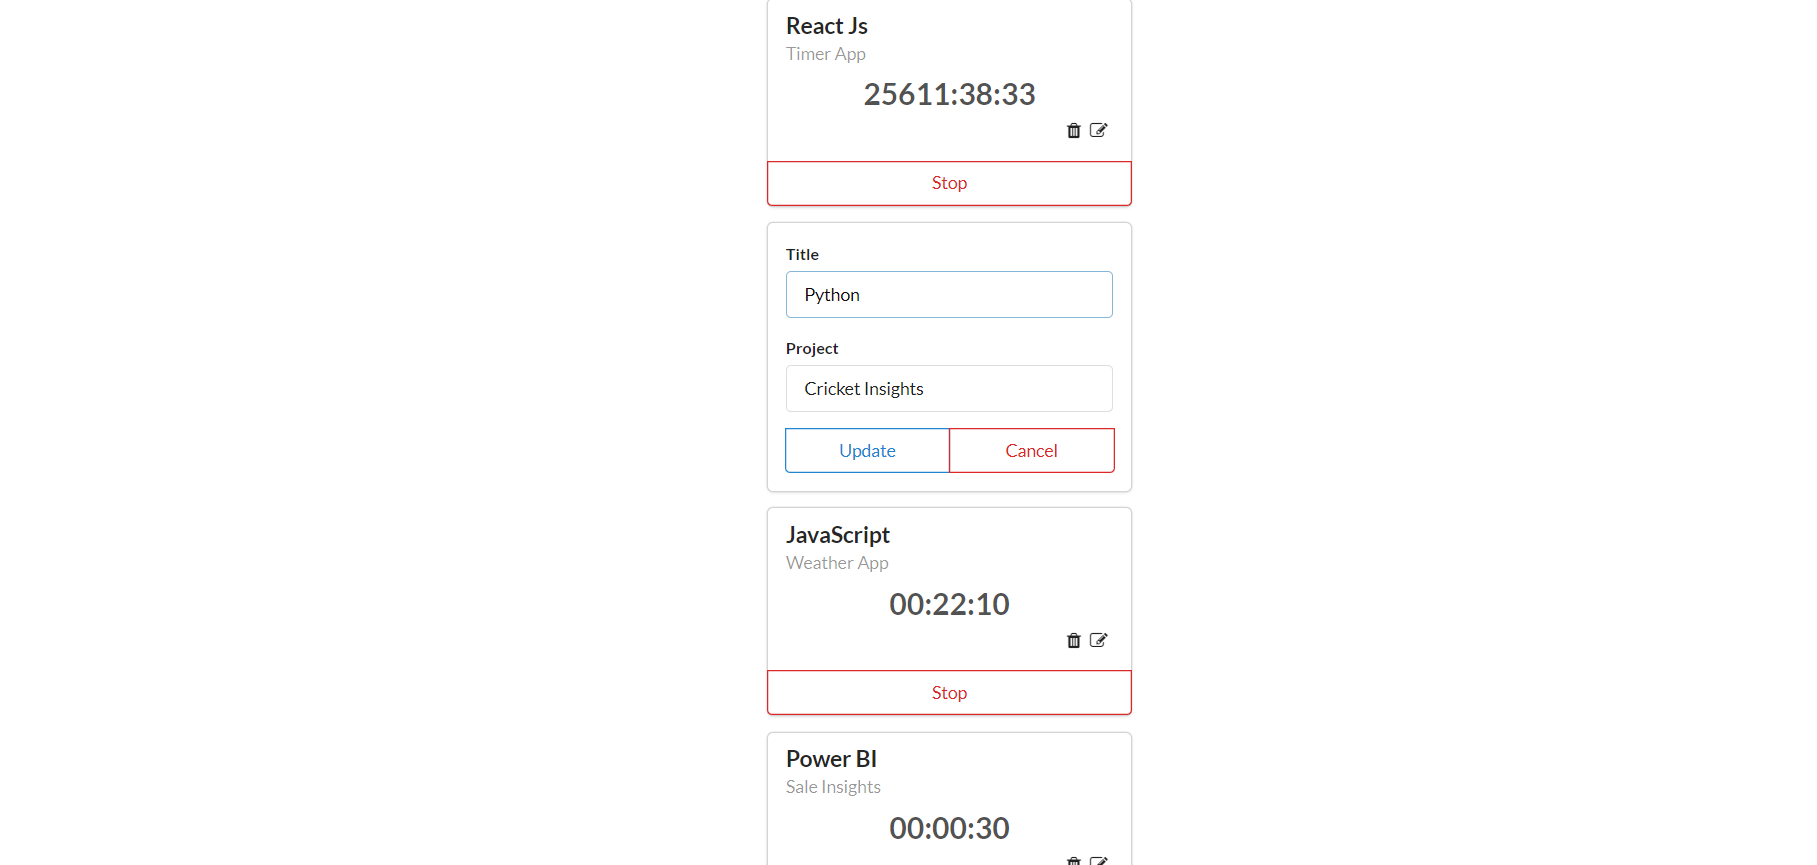 React Js
Timer App
25611:38:33
Stop
Title
Python
Project
Cricket Insights
Update Cancel
JavaScript
Weather App
00:22:10
Stop
Power BI
Sale Insights
00:00:30